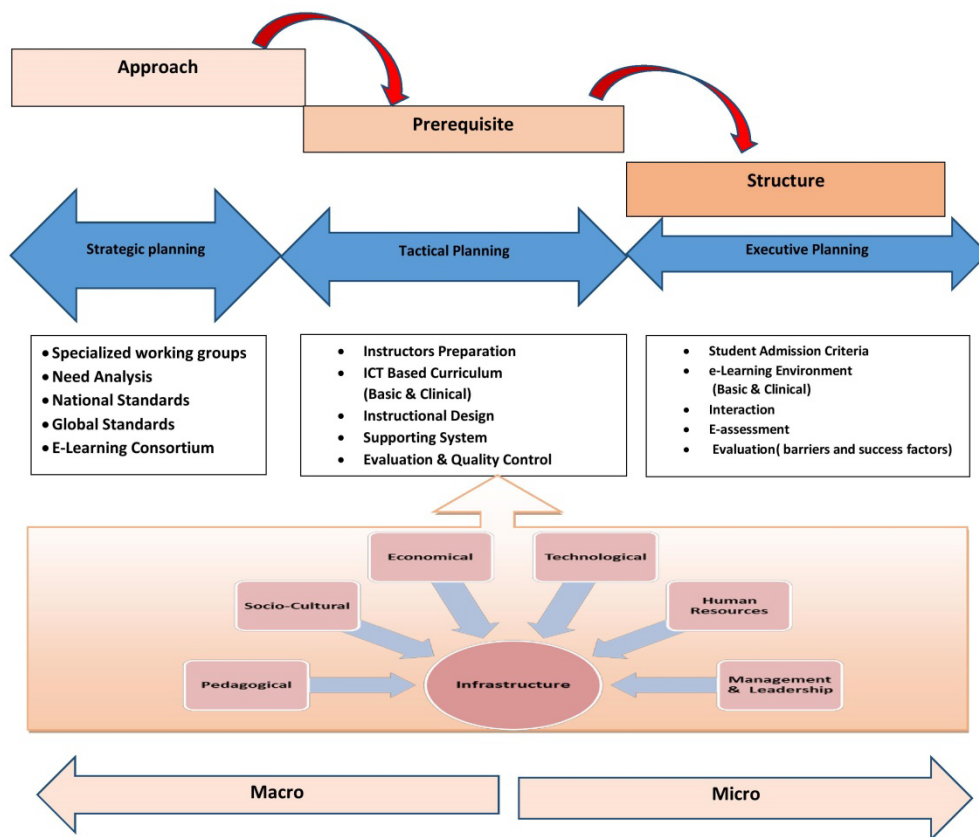 Approach
Prerequisite
Structure
Strategic planning
Tactical Planning
Executive Planning
• Specialized working groups
• Need Analysis
• National Standards
• Global Standards
• E-Learning Consortium
• Instructors Preparation
• ICT Based Curriculum
(Basic & Clinical)
• Instructional Design
• Supporting System
• Evaluation & Quality Control
• Student Admission Criteria
• e-Learning Environment
(Basic & Clinical)
• Interaction
• E-assessment
• Evaluation( barriers and success factors)
Economical
Technological
Socio-Cultural
Human
Resources
Pedagogical
Infrastructure
Management
& Leadership
Macro
Micro